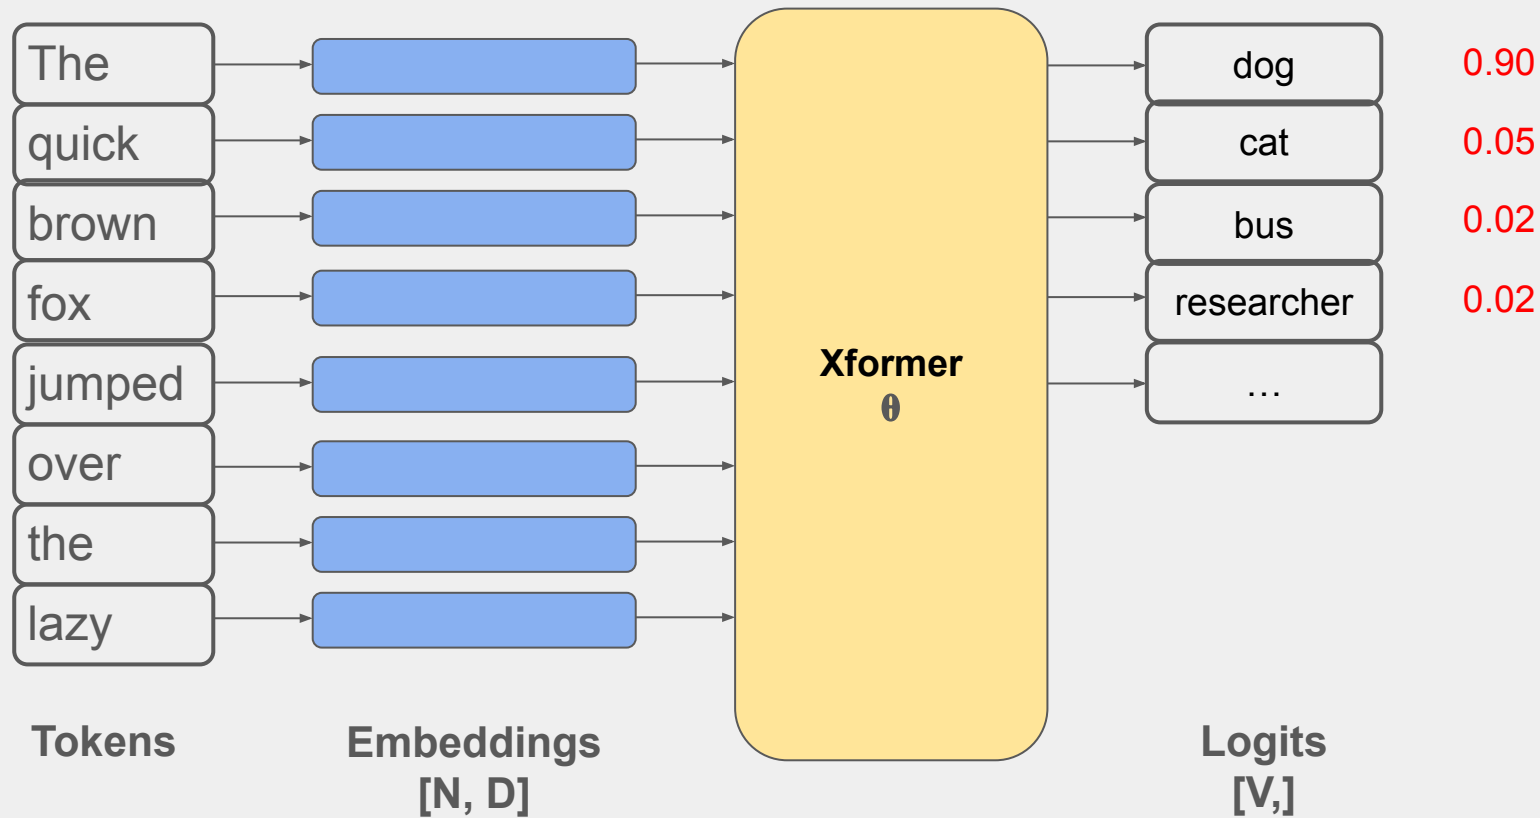 The
quick
brown
fox
jumped
over
the
lazy
Tokens
Embeddings
[N, D]
Xformer
θ
dog 0.90
cat 0.05
bus 0.02
researcher 0.02
…
Logits
[V,]